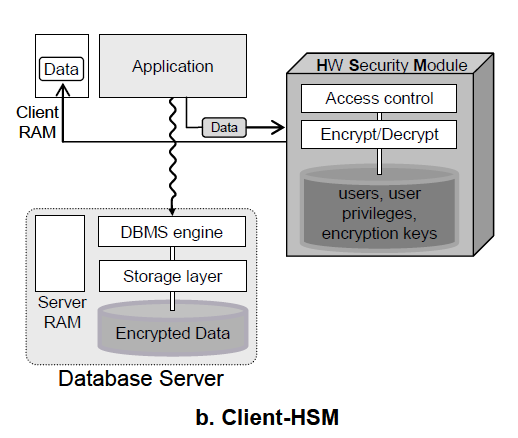 Data
Application
HW Security Module
Client
RAM
Data
Access control
Encrypt/Decrypt
users, user
privileges,
encryption keys
DBMS engine
Storage layer
Server
RAM
Encrypted Data
Database Server
b. Client-HSM